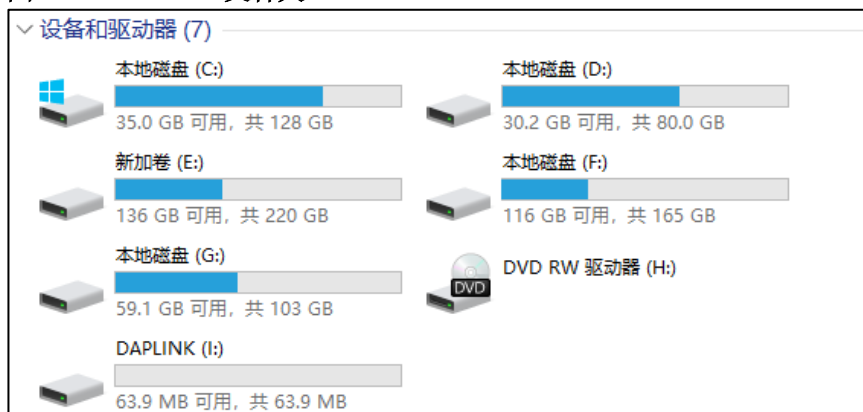 设备和驱动器 (7)
本地磁盘 (C:)
35.0 GB 可用，共 128 GB
本地磁盘 (D:)
30.2 GB 可用，共 80.0 GB
新加卷 (E:)
136 GB 可用，共 220 GB
本地磁盘 (F:)
116 GB 可用，共 165 GB
本地磁盘 (G:)
59.1 GB 可用，共 103 GB
DVD RW 驱动器 (H:)
DVD
DAPLINK (I:)
63.9 MB 可用，共 63.9 MB